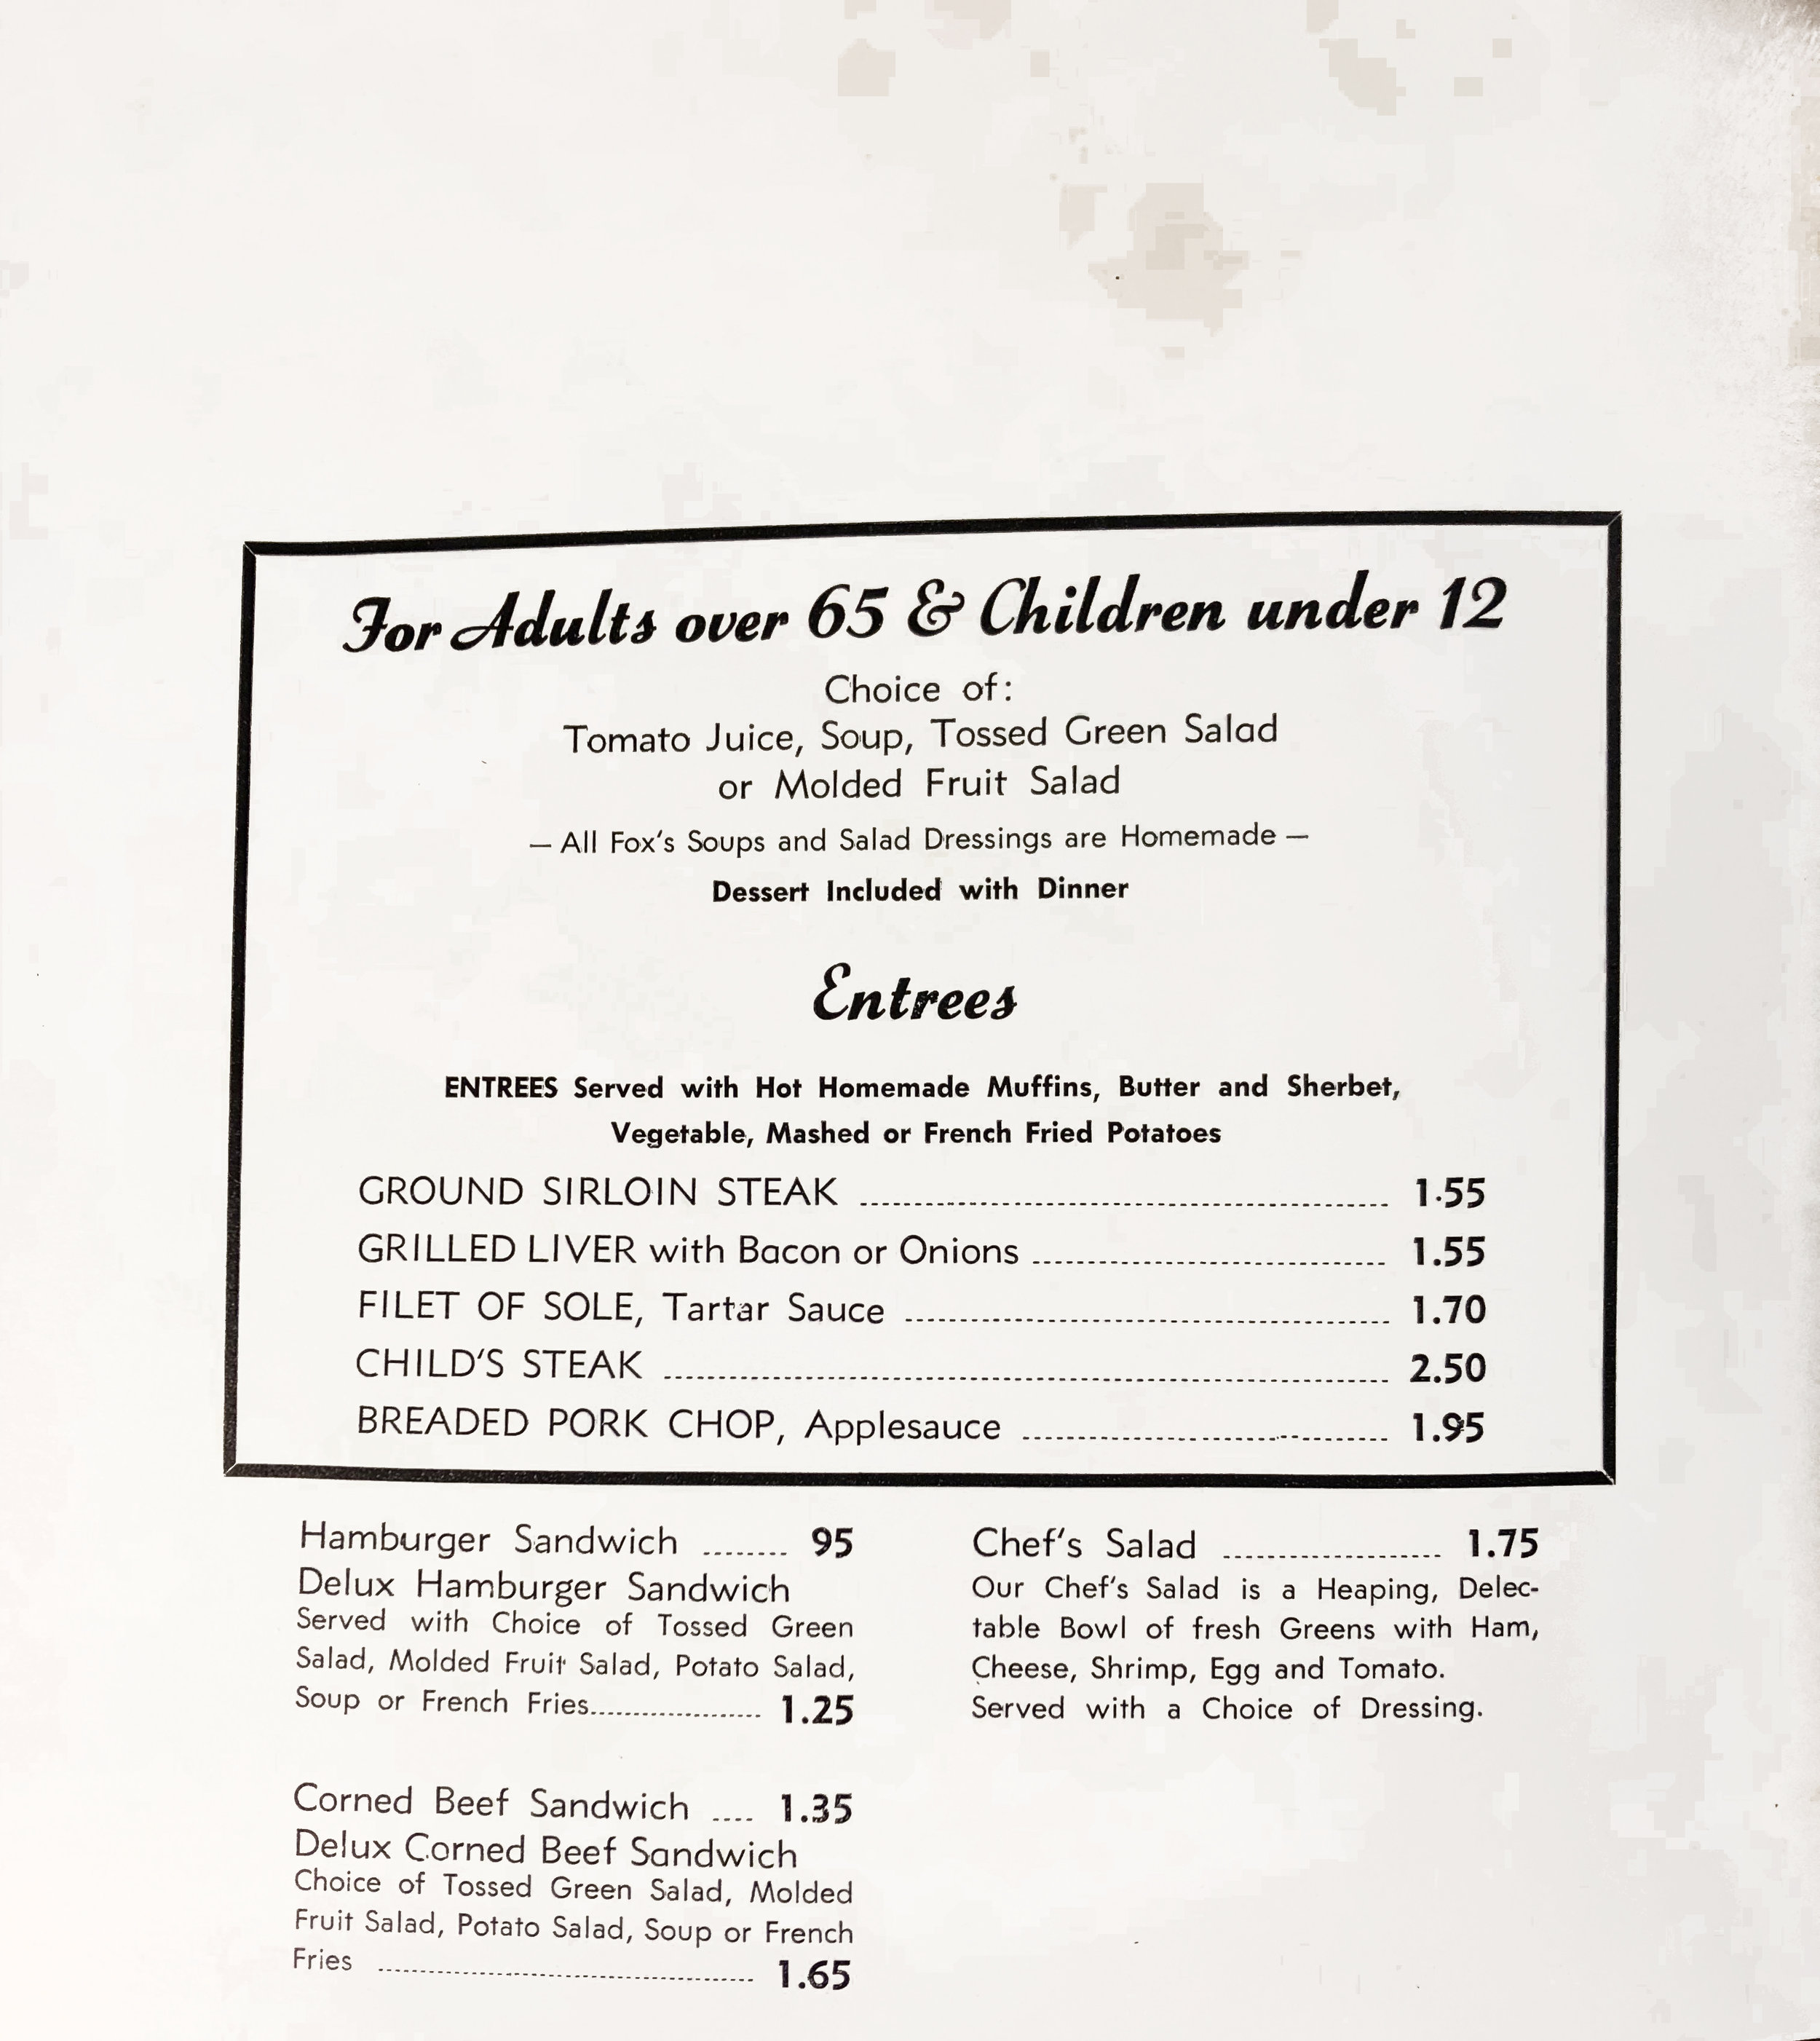 For Adults over 65 & Children under 12
Choice of:
Tomato Juice, Soup, Tossed Green Salad
or Molded Fruit Salad
— All Fox's Soups and Salad Dressings are Homemade —
Dessert Included with Dinner
Entrees
ENTREES Served with Hot Homemade Muffins, Butter and Sherbet,
Vegetable, Mashed or French Fried Potatoes
GROUND SIRLOIN STEAK 1.55
GRILLED LIVER with Bacon or Onions 1.55
FILET OF SOLE, Tartar Sauce 1.70
CHILD'S STEAK 2.50
BREADED PORK CHOP, Applesauce 1.95
Hamburger Sandwich 95
Delux Hamburger Sandwich
Served with Choice of Tossed Green
Salad, Molded Fruit Salad, Potato Salad,
Soup or French Fries 1.25
Corned Beef Sandwich 1.35
Delux Corned Beef Sandwich
Choice of Tossed Green Salad, Molded
Fruit Salad, Potato Salad, Soup or French
Fries 1.65
Chef's Salad 1.75
Our Chef's Salad is a Heaping, Delec-
table Bowl of fresh Greens with Ham,
Cheese, Shrimp, Egg and Tomato.
Served with a Choice of Dressing.